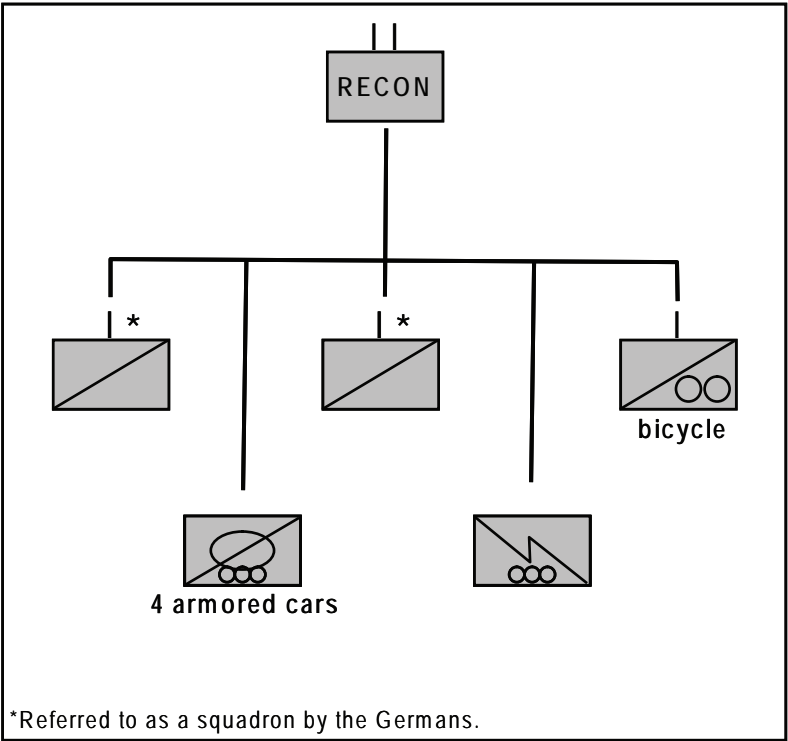 RECON
*
*
bicycle
4 armored cars
*Referred to as a squadron by the Germans.